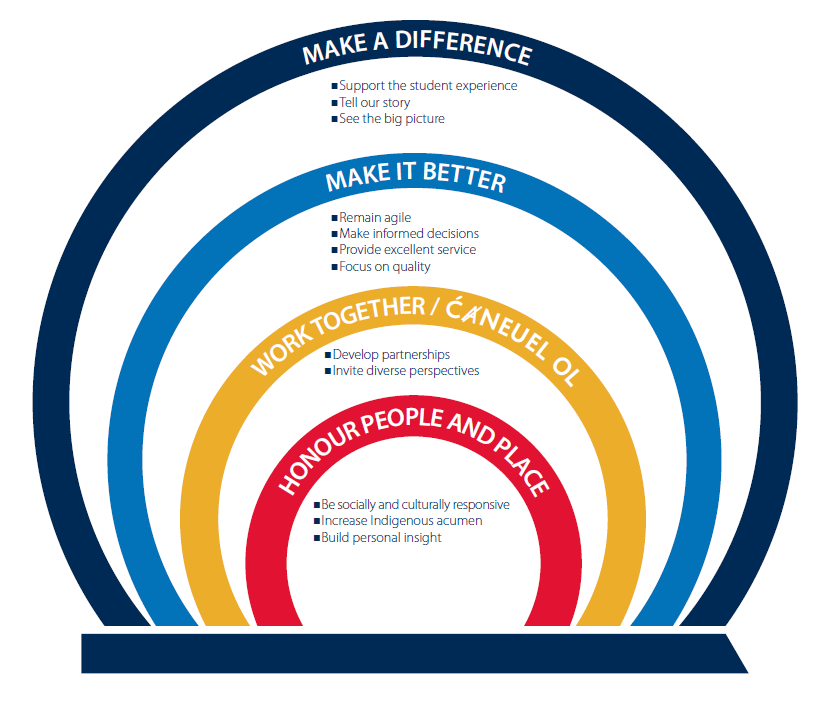 MAKE A DIFFERENCE
■Support the student experience
■Tell our story
■See the big picture
MAKE IT BETTER
■Remain agile
■Make informed decisions
■Provide excellent service
■Focus on quality
WORK TOGETHER / ĆȺ¸NEUEL OL
■Develop partnerships
■Invite diverse perspectives
HONOUR PEOPLE AND PLACE
■Be socially and culturally responsive
■Increase Indigenous acumen
■Build personal insight